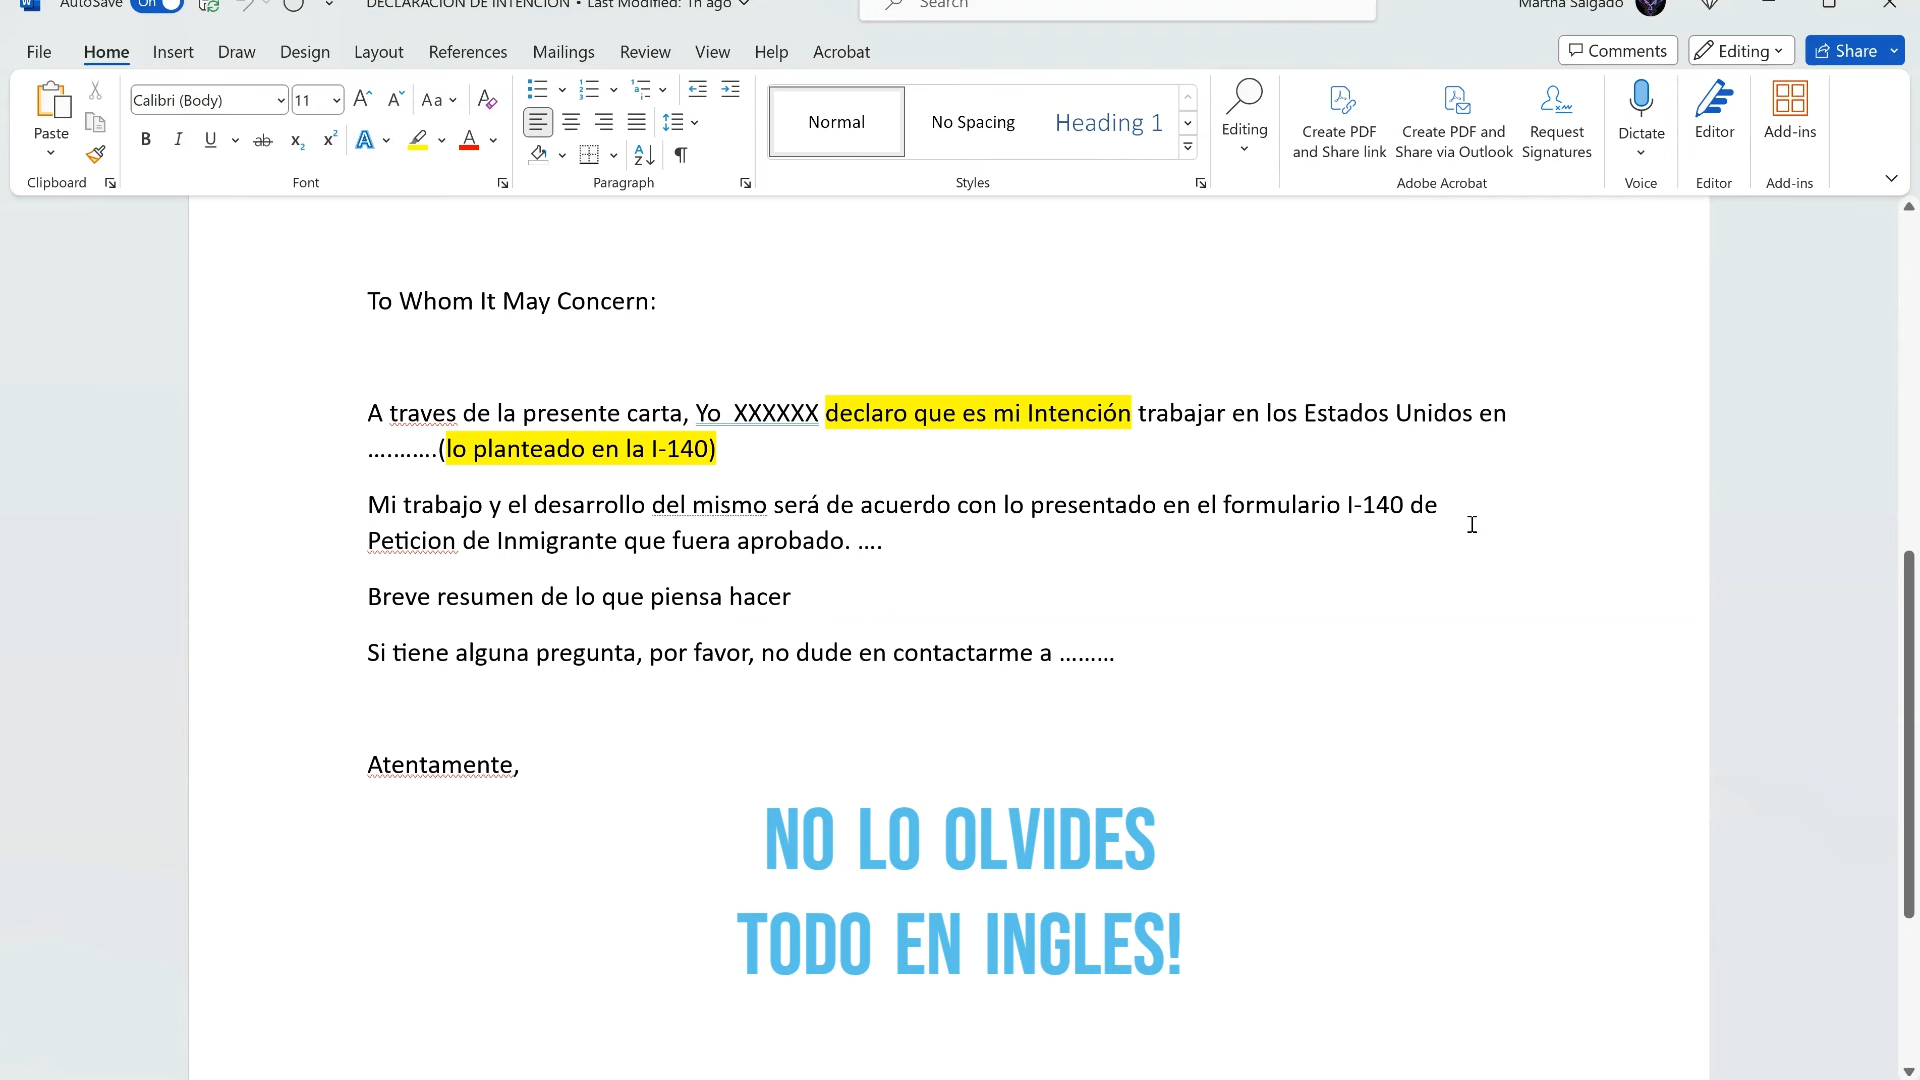 AutoSave On DECLARACION DE INTENCION • Last Modified: 1h ago Search Martha Salgado
File Home Insert Draw Design Layout References Mailings Review View Help Acrobat Comments Editing Share
Paste
Calibri (Body) 11 Aa
B I U ab x₂ x² A A
Normal No Spacing Heading 1
Editing
Create PDF and Share link
Create PDF and Share via Outlook
Request Signatures
Dictate
Editor
Add-ins
Clipboard Font Paragraph Styles Adobe Acrobat Voice Editor Add-ins
To Whom It May Concern:
A traves de la presente carta, Yo XXXXXX declaro que es mi Intención trabajar en los Estados Unidos en
….…….(lo planteado en la I-140)
Mi trabajo y el desarrollo del mismo será de acuerdo con lo presentado en el formulario I-140 de
Peticion de Inmigrante que fuera aprobado. ….
Breve resumen de lo que piensa hacer
Si tiene alguna pregunta, por favor, no dude en contactarme a ………
Atentamente,
NO LO OLVIDES
TODO EN INGLES!